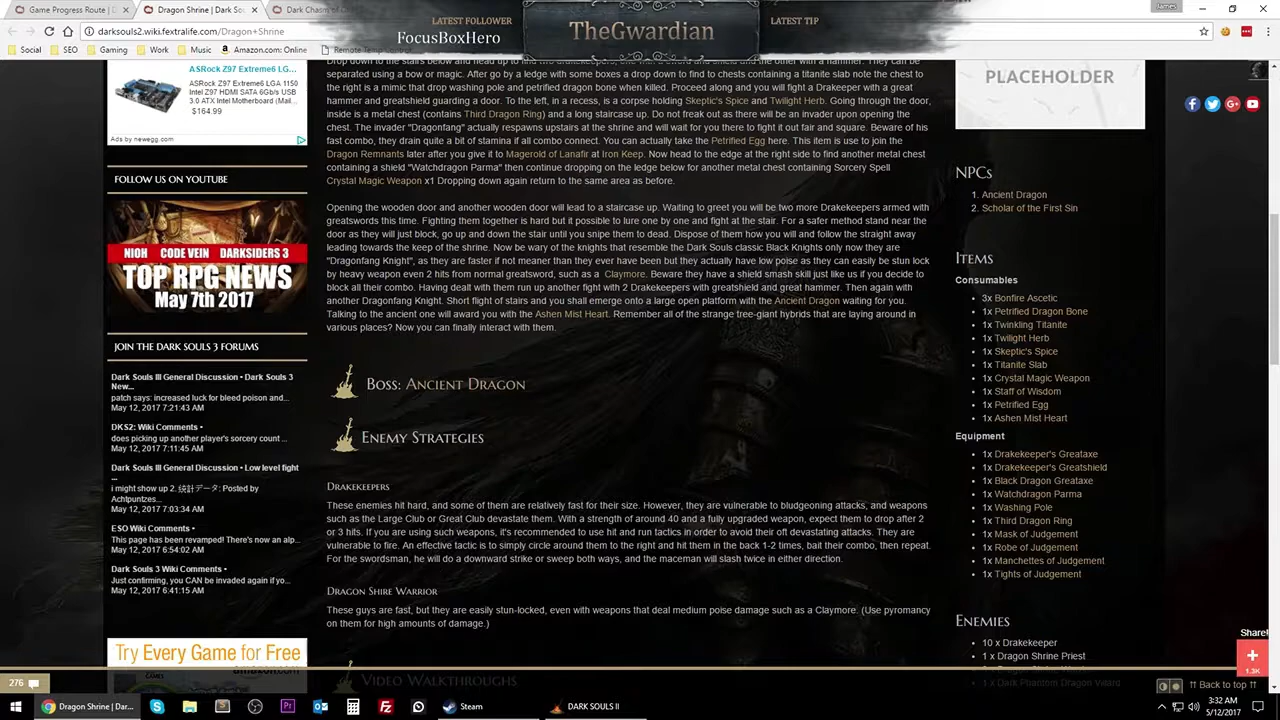 Game Progress Route | D
Dragon Shrine | Dark Sou
Dark Chasm of
LATEST FOLLOWER
FocusBoxHero
TheGwardian
LATEST TIP
James
darksouls2.wiki.fextralife.com/Dragon+Shrine
Social
SEO
Gaming
Work
Music
Amazon.com: Online
Remote
ASRock Z97 Extreme6 LG...
ASRock Z97 Extreme6 LGA 1150
Intel Z97 HDMI SATA 6Gb/s USB
3.0 ATX Intel Motherboard (Mail...
$164.99
Ads by newegg.com
FOLLOW US ON YOUTUBE
NIOH CODE VEIN DARKSIDERS 3
TOP RPG NEWS
May 7th 2017
JOIN THE DARK SOULS 3 FORUMS
Dark Souls III General Discussion • Dark Souls 3
New...
patch says: increased luck for bleed poison and...
May 12, 2017 7:21:43 AM
DKS2: Wiki Comments •
does picking up another player's sorcery count ...
May 12, 2017 7:11:45 AM
Dark Souls III General Discussion • Low level fight
...
i might show up 2. 統計データ: Posted by
Achtpuntzes...
May 12, 2017 7:03:34 AM
ESO Wiki Comments •
This page has been revamped! There's now an alp...
May 12, 2017 6:54:02 AM
Dark Souls 3 Wiki Comments •
Just confirming, you CAN be invaded again if yo...
May 12, 2017 6:41:15 AM
Try Every Game for Free
amazon.com
GAMES
Drop down to the stairs below and head up to find two drakekeepers, one with a sword and shield and the other with a hammer. They can be
separated using a bow or magic. After go by a ledge with some boxes a drop down to find to chests containing a titanite slab note the chest to
the right is a mimic that drop washing pole and petrified dragon bone when killed. Proceed along and you will fight a Drakekeeper with a great
hammer and greatshield guarding a door. To the left, in a recess, is corpse holding Skeptic's Spice and Twilight Herb. Going through the door,
inside is a metal chest (contains Third Dragon Ring) and a long staircase up. Do not freak out as there will be an invader upon opening the
chest. The invader "Dragonfang" actually respawns upstairs at the shrine and will wait for you there to fight it out fair and square. Beware of his
fast combo, they drain quite a bit of stamina if all combo connect. You can actually take the Petrified Egg here. This item is use to join the
Dragon Remnants later after you give it to Magerold of Lanafir at Iron Keep. Now head to the edge at the right side to find another metal chest
containing a shield "Watchdragon Parma" then continue dropping on the ledge below for another metal chest containing Sorcery Spell
Crystal Magic Weapon x1 Dropping down again return to the same area as before.
Opening the wooden door and another wooden door will lead to a staircase up. Waiting to greet you will be two more Drakekeepers armed with
greatswords this time. Fighting them together is hard but it possible to lure one by one and fight at the stair. For a safer method stand near the
door as they will just block, go up and down the stair until you snipe them to dead. Dispose of them how you will and follow the straight away
leading towards the keep of the shrine. Now be wary of the knights that resemble the Dark Souls classic Black Knights only now they are
"Dragonfang Knight", as they are faster if not meaner than they ever have been but they actually have low poise as they can easily be stun lock
by heavy weapon even 2 hits from normal greatsword, such as a Claymore. Beware they have a shield smash skill just like us if you decide to
block all their combo. Having dealt with them run up another fight with 2 Drakekeepers with greatshield and great hammer. Then again with
another Dragonfang Knight. Short flight of stairs and you shall emerge onto a large open platform with the Ancient Dragon waiting for you.
Talking to the ancient one will award you with the Ashen Mist Heart. Remember all of the strange tree-giant hybrids that are laying around in
various places? Now you can finally interact with them.
Boss: Ancient Dragon
Enemy Strategies
Drakekeepers
These enemies hit hard, and some of them are relatively fast for their size. However, they are vulnerable to bludgeoning attacks, and weapons
such as the Large Club or Great Club devastate them. With a strength of around 40 and a fully upgraded weapon, expect them to drop after 2
or 3 hits. If you are using such weapons, it's recommended to use hit and run tactics in order to avoid their oft devastating attacks. They are
vulnerable to fire. An effective tactic is to simply circle around them to the right and hit them in the back 1-2 times, bait their combo, then repeat.
For the swordsman, he will do a downward strike or sweep both ways, and the maceman will slash twice in either direction.
Dragon Shire Warrior
These guys are fast, but they are easily stun-locked, even with weapons that deal medium poise damage such as a Claymore. (Use pyromancy
on them for high amounts of damage.)
Video Walkthroughs
PLACEHOLDER
NPCs
1. Ancient Dragon
2. Scholar of the First Sin
Items
Consumables
3x Bonfire Ascetic
1x Petrified Dragon Bone
1x Twinkling Titanite
1x Twilight Herb
1x Skeptic's Spice
1x Titanite Slab
1x Crystal Magic Weapon
1x Staff of Wisdom
1x Petrified Egg
1x Ashen Mist Heart
Equipment
1x Drakekeeper's Greataxe
1x Drakekeeper's Greatshield
1x Black Dragon Greataxe
1x Watchdragon Parma
1x Washing Pole
1x Third Dragon Ring
1x Mask of Judgement
1x Robe of Judgement
1x Manchettes of Judgement
1x Tights of Judgement
Enemies
10 x Drakekeeper
1 x Dragon Shrine Priest
1 x Dark Phantom Dragon
Share!
1.3K
⇈ Back to top ⇈
276
Dragon Shrine | Dar...
Steam
DARK SOULS II
3:32 AM
5/12/2017